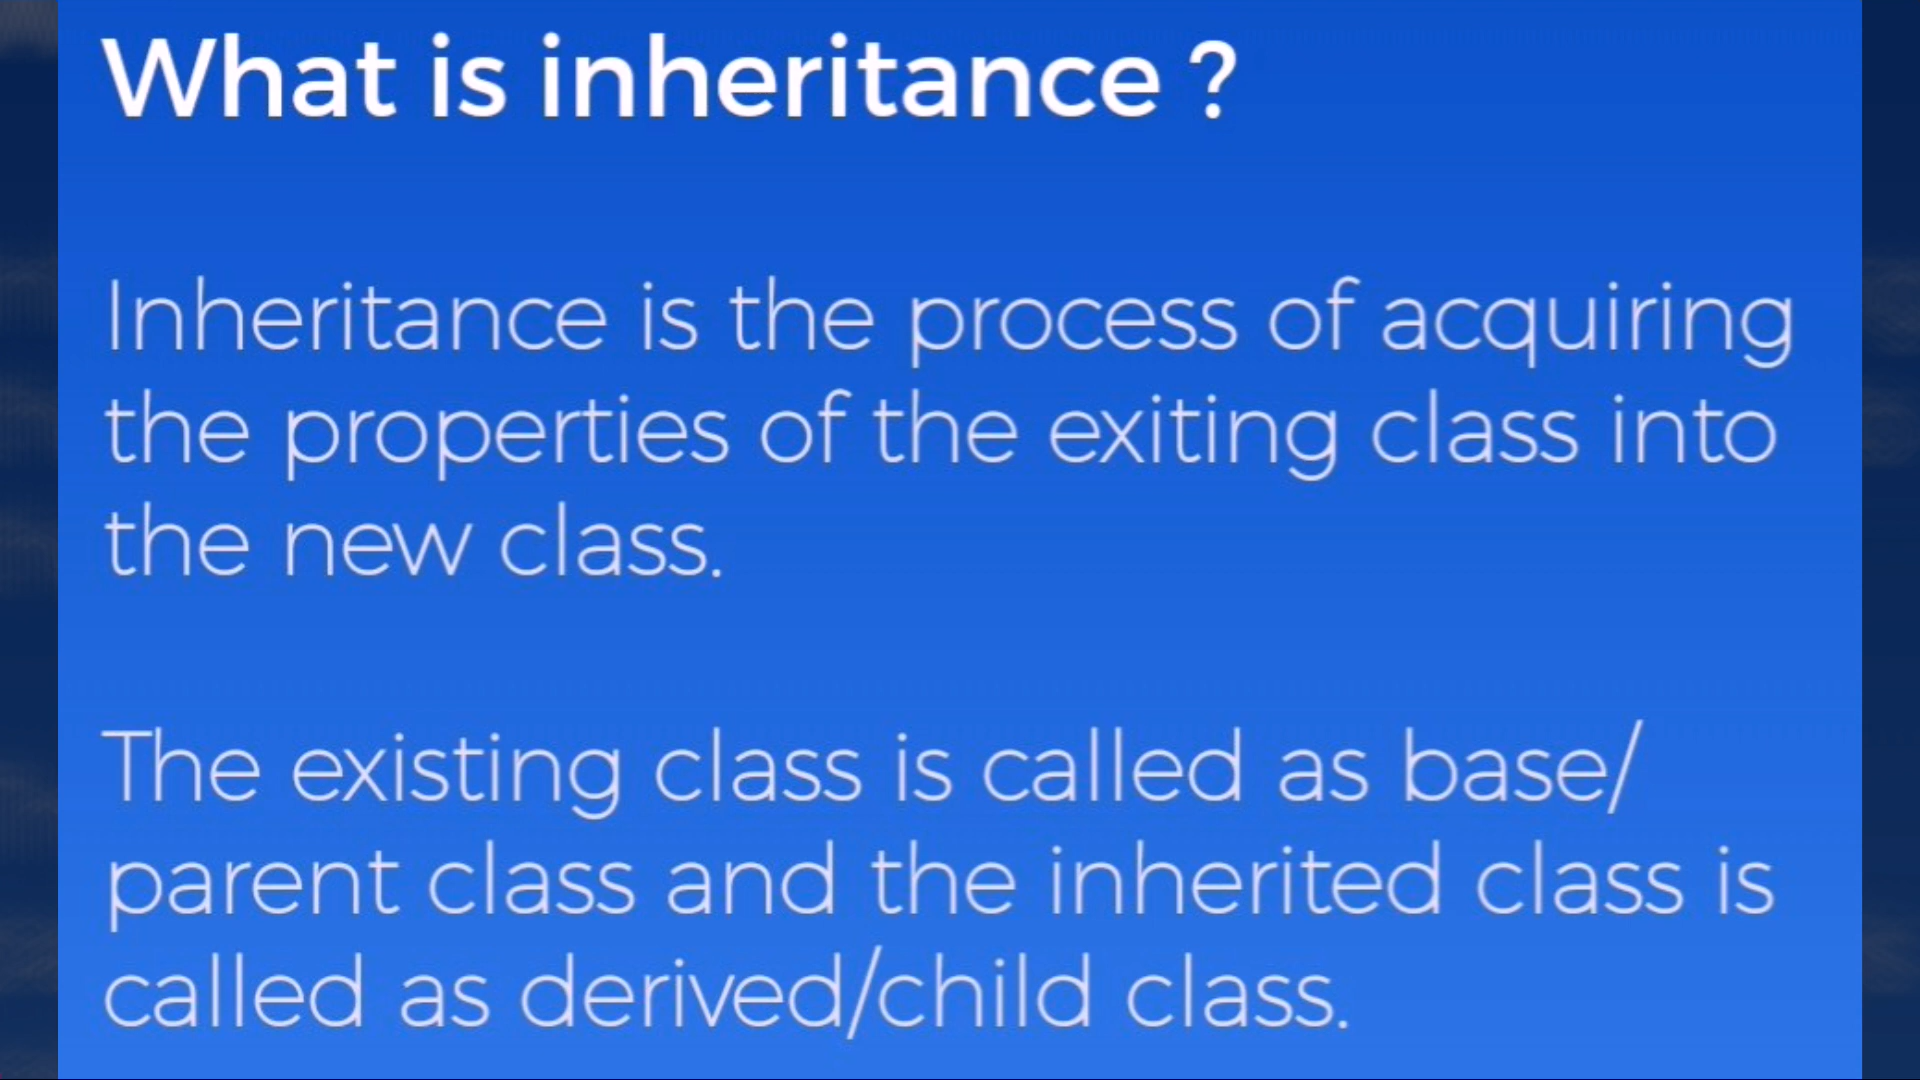 What is inheritance ?
Inheritance is the process of acquiring
the properties of the exiting class into
the new class.
The existing class is called as base/
parent class and the inherited class is
called as derived/child class.